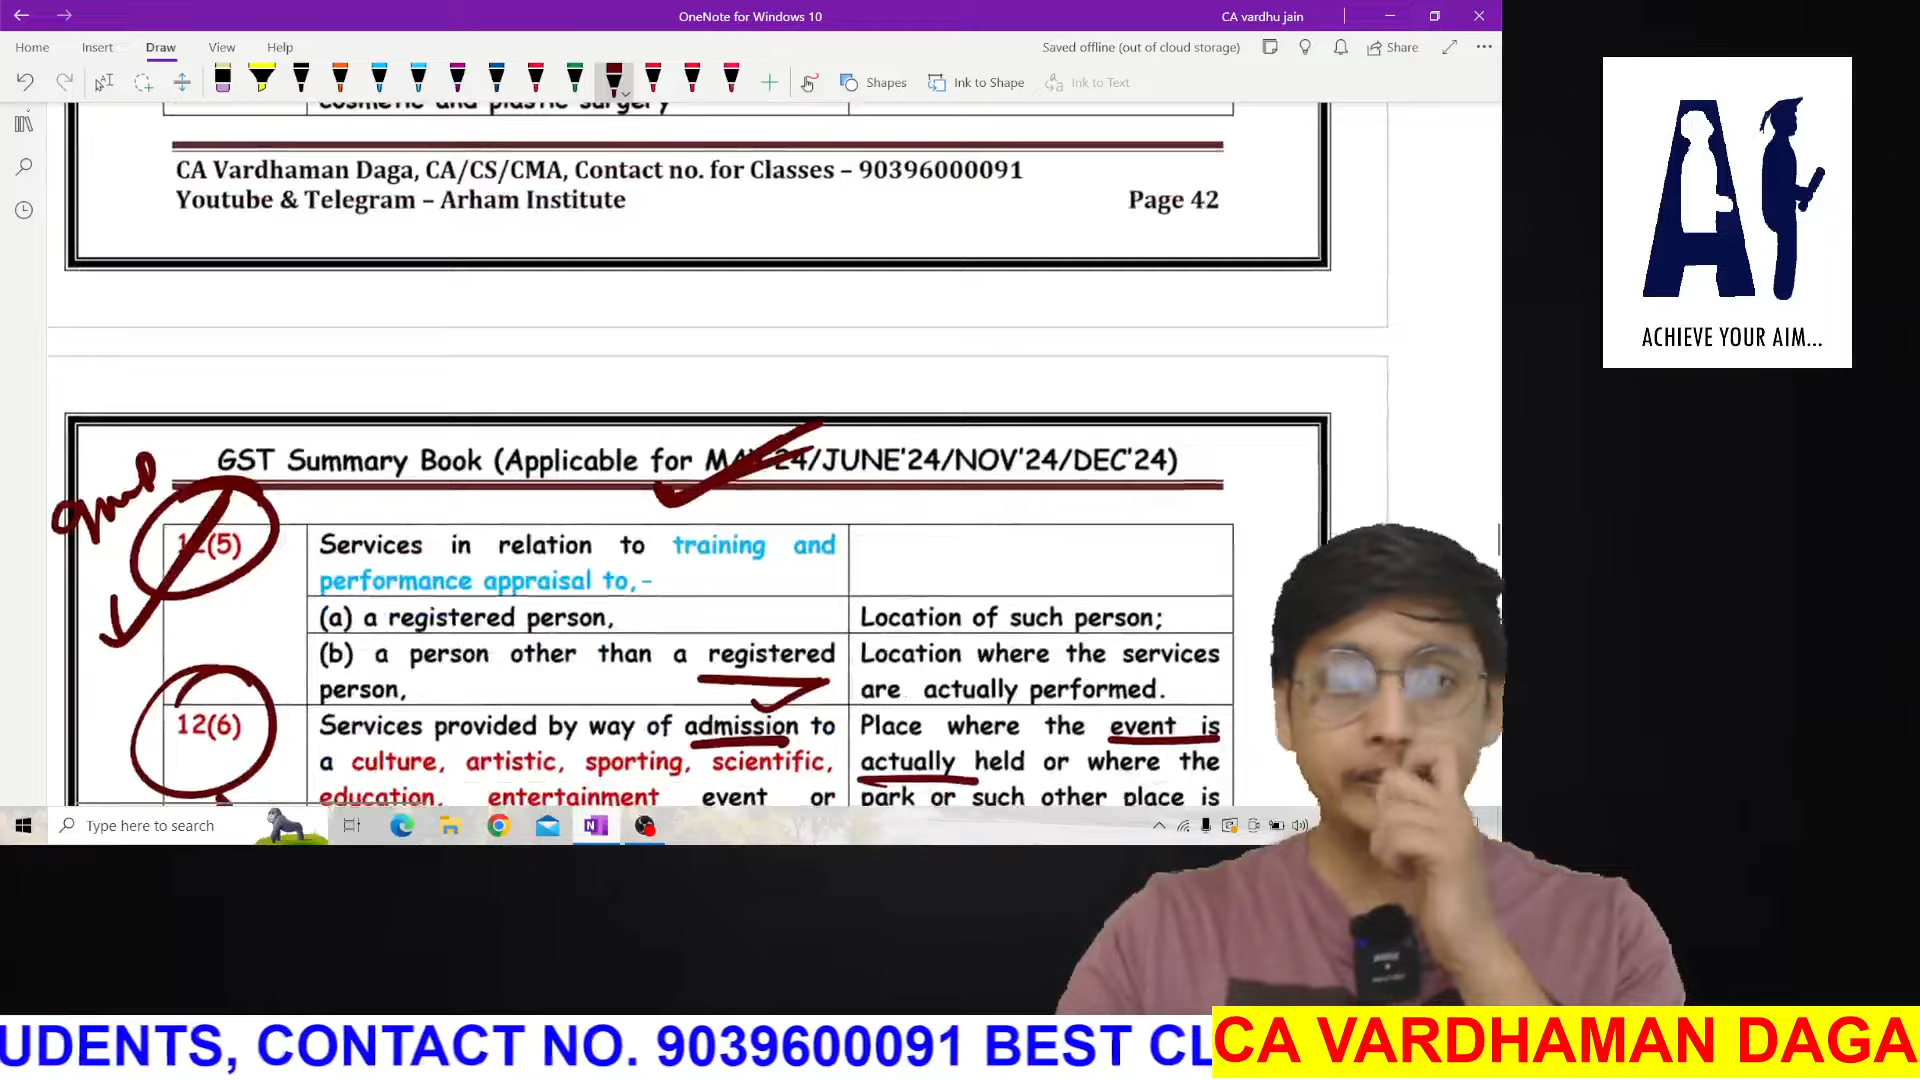 OneNote for Windows 10
CA vardhu jain
Home Insert Draw View Help
Saved offline (out of cloud storage)
Share
Shapes
Ink to Shape
Ink to Text
cosmetic and plastic surgery
CA Vardhaman Daga, CA/CS/CMA, Contact no. for Classes – 90396000091
Youtube & Telegram – Arham Institute
Page 42
ACHIEVE YOUR AIM...
GST Summary Book (Applicable for MAY'24/JUNE'24/NOV'24/DEC'24)
12(5)
Services in relation to training and
performance appraisal to,-
(a) a registered person,
Location of such person;
(b) a person other than a registered
person,
Location where the services
are actually performed.
12(6)
Services provided by way of admission to
a culture, artistic, sporting, scientific,
education, entertainment event or
Place where the event is
actually held or where the
park or such other place is
Type here to search
UDENTS, CONTACT NO. 9039600091 BEST CL
CA VARDHAMAN DAGA